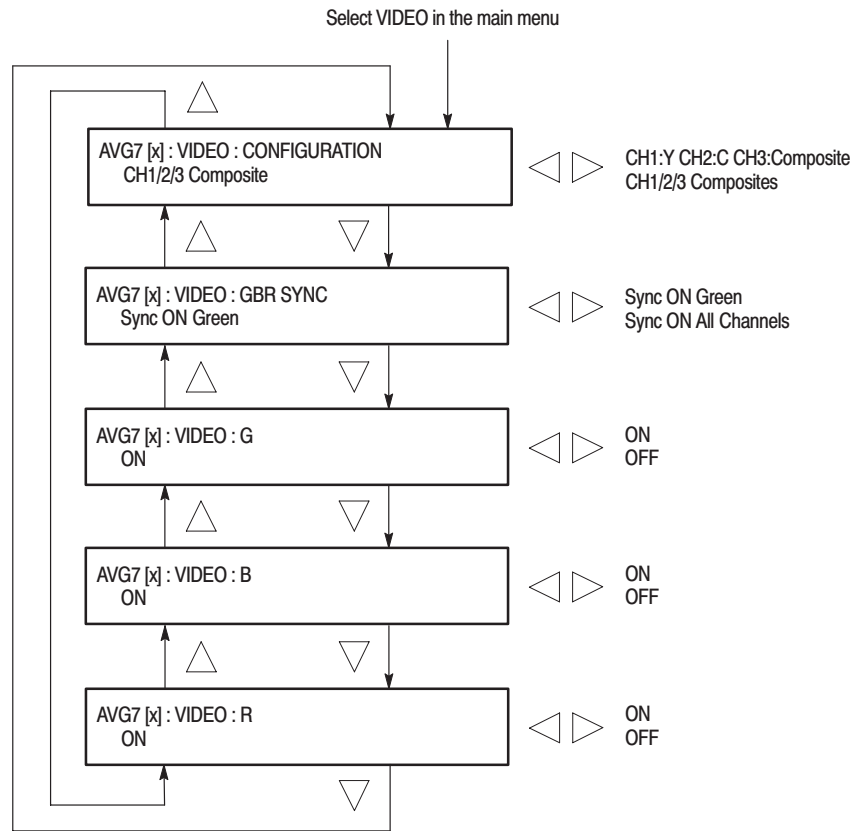 Select VIDEO in the main menu
AVG7 [x] : VIDEO : CONFIGURATION
CH1/2/3 Composite
CH1:Y CH2:C CH3:Composite
CH1/2/3 Composites
AVG7 [x] : VIDEO : GBR SYNC
Sync ON Green
Sync ON Green
Sync ON All Channels
AVG7 [x] : VIDEO : G
ON
ON
OFF
AVG7 [x] : VIDEO : B
ON
ON
OFF
AVG7 [x] : VIDEO : R
ON
ON
OFF